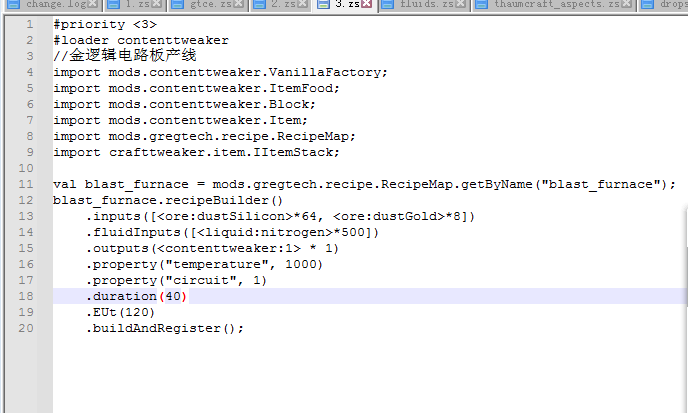 change.log 1.zs gtce.zs 2.zs 3.zs fluids.zs thaumcraft_aspects.zs drops
1 #priority <3>
2 #loader contenttweaker
3 //金逻辑电路板产线
4 import mods.contenttweaker.VanillaFactory;
5 import mods.contenttweaker.ItemFood;
6 import mods.contenttweaker.Block;
7 import mods.contenttweaker.Item;
8 import mods.gregtech.recipe.RecipeMap;
9 import crafttweaker.item.IItemStack;
10
11 val blast_furnace = mods.gregtech.recipe.RecipeMap.getByName("blast_furnace");
12 blast_furnace.recipeBuilder()
13 .inputs([<ore:dustSilicon>*64, <ore:dustGold>*8])
14 .fluidInputs([<liquid:nitrogen>*500])
15 .outputs(<contenttweaker:1> * 1)
16 .property("temperature", 1000)
17 .property("circuit", 1)
18 .duration(40)
19 .EUt(120)
20 .buildAndRegister();